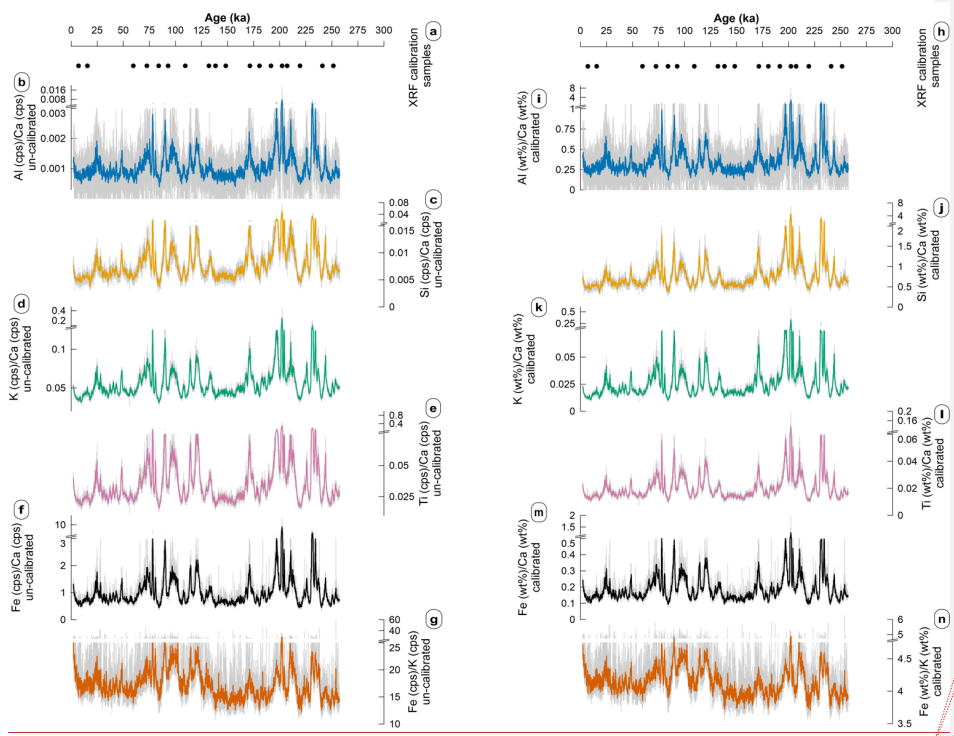 Age (ka)
0 25 50 75 100 125 150 175 200 225 250 275 300
a
XRF calibration
samples
b
Al (cps)/Ca (cps)
un-calibrated
0.016
0.008
0.003
0.002
0.001
c
Si (cps)/Ca (cps)
un-calibrated
0.08
0.04
0.015
0.01
0.005
0
d
K (cps)/Ca (cps)
un-calibrated
0.4
0.2
0.1
0.05
e
Ti (cps)/Ca (cps)
un-calibrated
0.8
0.4
0.05
0.025
f
Fe (cps)/Ca (cps)
un-calibrated
10
3
2
1
0
g
Fe (cps)/K (cps)
un-calibrated
60
40
25
20
15
10
Age (ka)
0 25 50 75 100 125 150 175 200 225 250 275 300
h
XRF calibration
samples
i
Al (wt%)/Ca (wt%)
calibrated
8
4
1
0.75
0.5
0.25
0
j
Si (wt%)/Ca (wt%)
calibrated
8
4
2
1.5
1
0.5
0
k
K (wt%)/Ca (wt%)
calibrated
0.5
0.25
0.05
0.025
0
l
Ti (wt%)/Ca (wt%)
calibrated
0.2
0.16
0.06
0.04
0.02
0
m
Fe (wt%)/Ca (wt%)
calibrated
2
1.5
0.5
0.4
0.3
0.2
0.1
0
n
Fe (wt%)/K (wt%)
calibrated
6
5
4.5
4
3.5